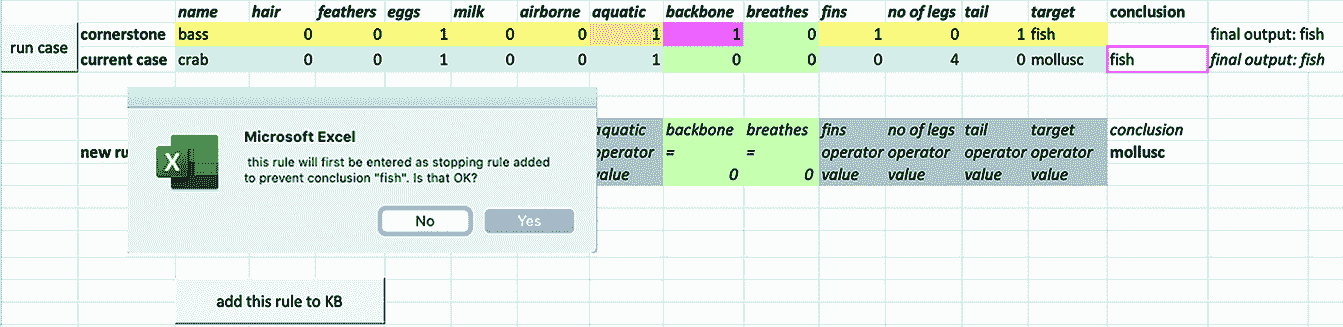 name hair feathers eggs milk airborne aquatic backbone breathes fins no of legs tail target conclusion
run case
cornerstone bass 0 0 1 0 0 1 1 0 1 0 1 fish final output: fish
current case crab 0 0 1 0 0 1 0 0 0 4 0 mollusc fish final output: fish
aquatic backbone breathes fins no of legs tail target conclusion
new ru operator = = operator operator operator operator mollusc
value 0 0 value value value value
Microsoft Excel
X
this rule will first be entered as stopping rule added
to prevent conclusion "fish". Is that OK?
No Yes
add this rule to KB